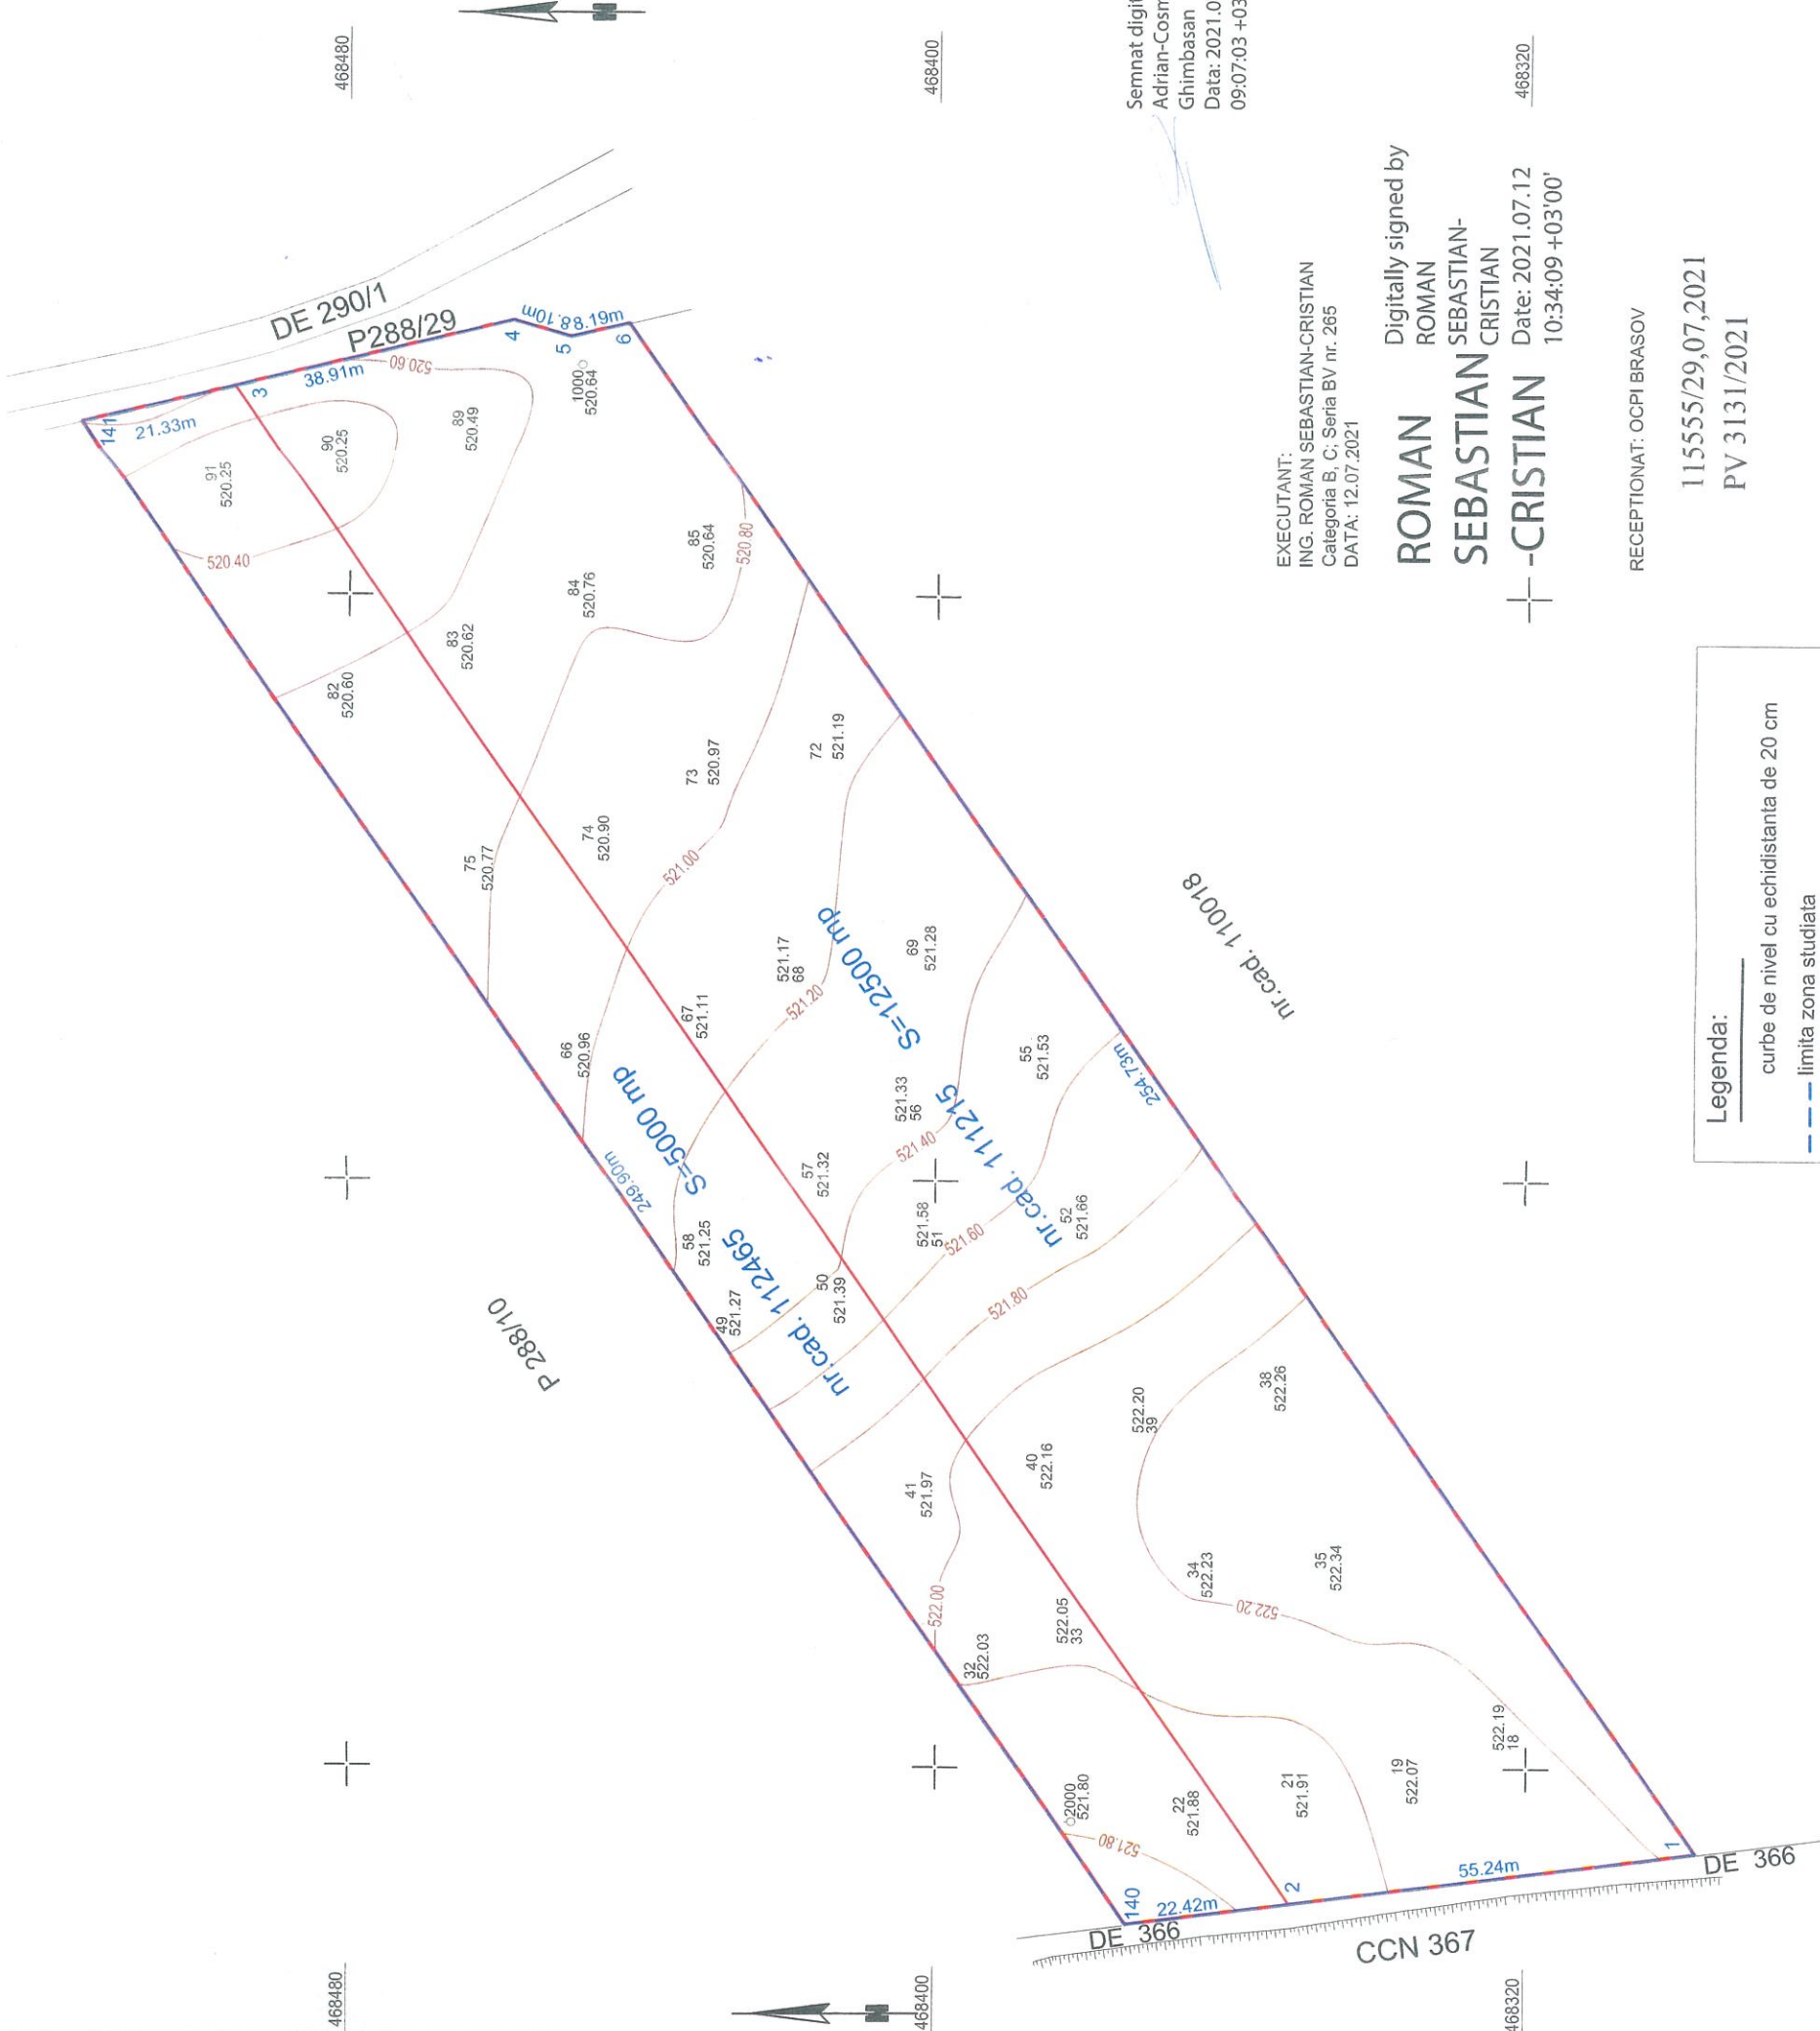 468480
468400
468320
Semnat digit
Adrian-Cosm
Ghimbasan
Data: 2021.0
09:07:03 +03
DE 290/1
P288/29
141
21.33m
3
38.91m
520.60
4
8.10m
5
8.19m
6
1000
520.64
91
520.25
90
520.25
89
520.49
520 40
85
520.64
520.80
84
520.76
83
520.62
82
520.60
75
520.77
74
520.90
73
520.97
72
521.19
521.00
66
520.96
67
521.11
521.17
68
521.20
69
521.28
S=12500 mp
S=5000 mp
249.90m
254.73m
55
521.53
521.33
56
521 40
nr.cad. 111215
57
521.32
58
521.25
nr.cad. 112465
49
521.27
50
521.39
521.58
51
521.60
52
521.66
521.80
P 288/10
nr.cad. 110018
41
521.97
40
522.16
522.20
39
38
522.26
522.00
34
522.23
35
522.34
522.20
32
522.03
522.05
33
2000
521.80
521.80
22
521.88
21
521.91
19
522.07
522.19
18
140
22.42m
2
55.24m
1
DE 366
DE 366
CCN 367
EXECUTANT:
ING. ROMAN SEBASTIAN-CRISTIAN
Categoria B, C; Seria BV nr. 265
DATA: 12.07.2021
ROMAN
SEBASTIAN
-CRISTIAN
Digitally signed by
ROMAN
SEBASTIAN-
CRISTIAN
Date: 2021.07.12
10:34:09 +03'00'
RECEPTIONAT: OCPI BRASOV
115555/29,07,2021
PV 3131/2021
Legenda:
curbe de nivel cu echidistanta de 20 cm
limita zona studiata
N
N
468480
468400
468320